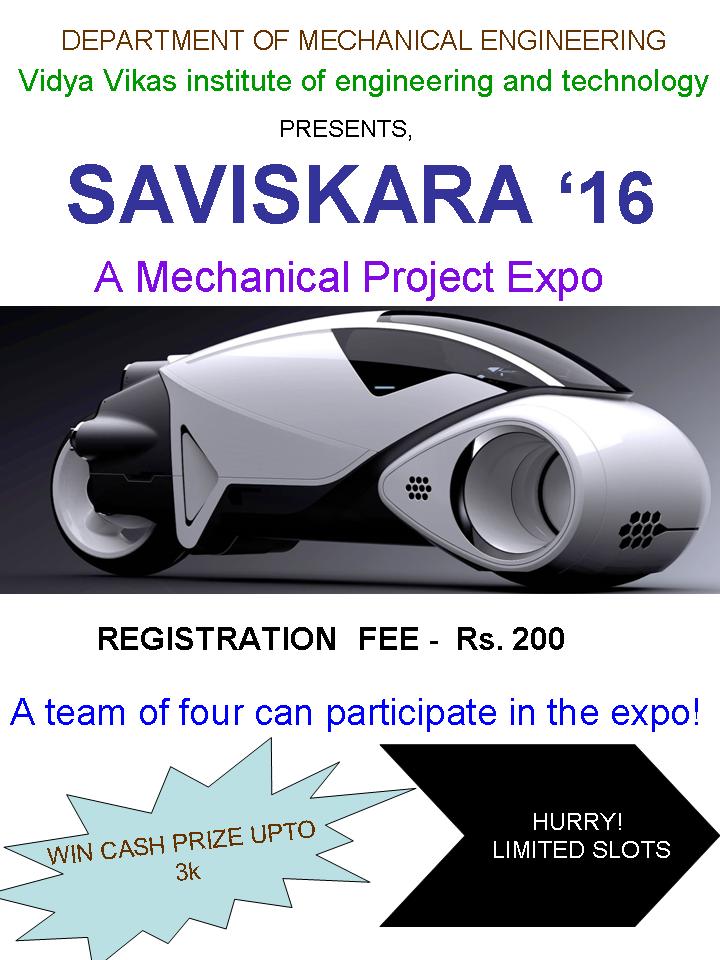 DEPARTMENT OF MECHANICAL ENGINEERING
Vidya Vikas institute of engineering and technology
PRESENTS,
SAVISKARA ‘16
A Mechanical Project Expo
REGISTRATION FEE - Rs. 200
A team of four can participate in the expo!
WIN CASH PRIZE UPTO
3k
HURRY!
LIMITED SLOTS